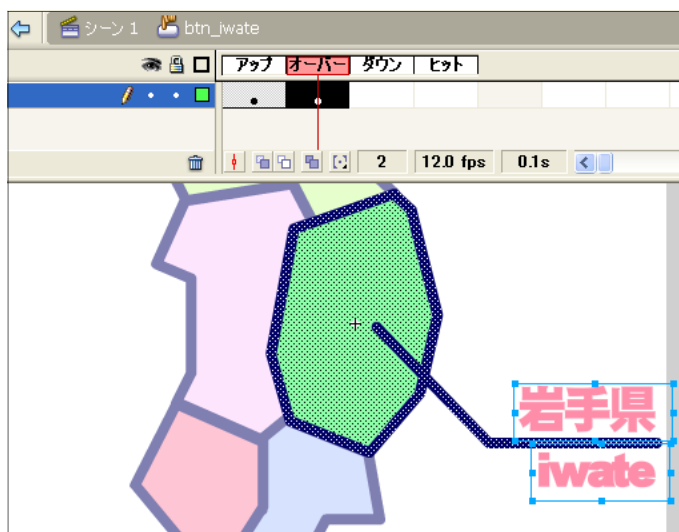 シーン 1 btn_iwate
アップ オーバー ダウン ヒット
2 12.0 fps 0.1s
岩手県
iwate